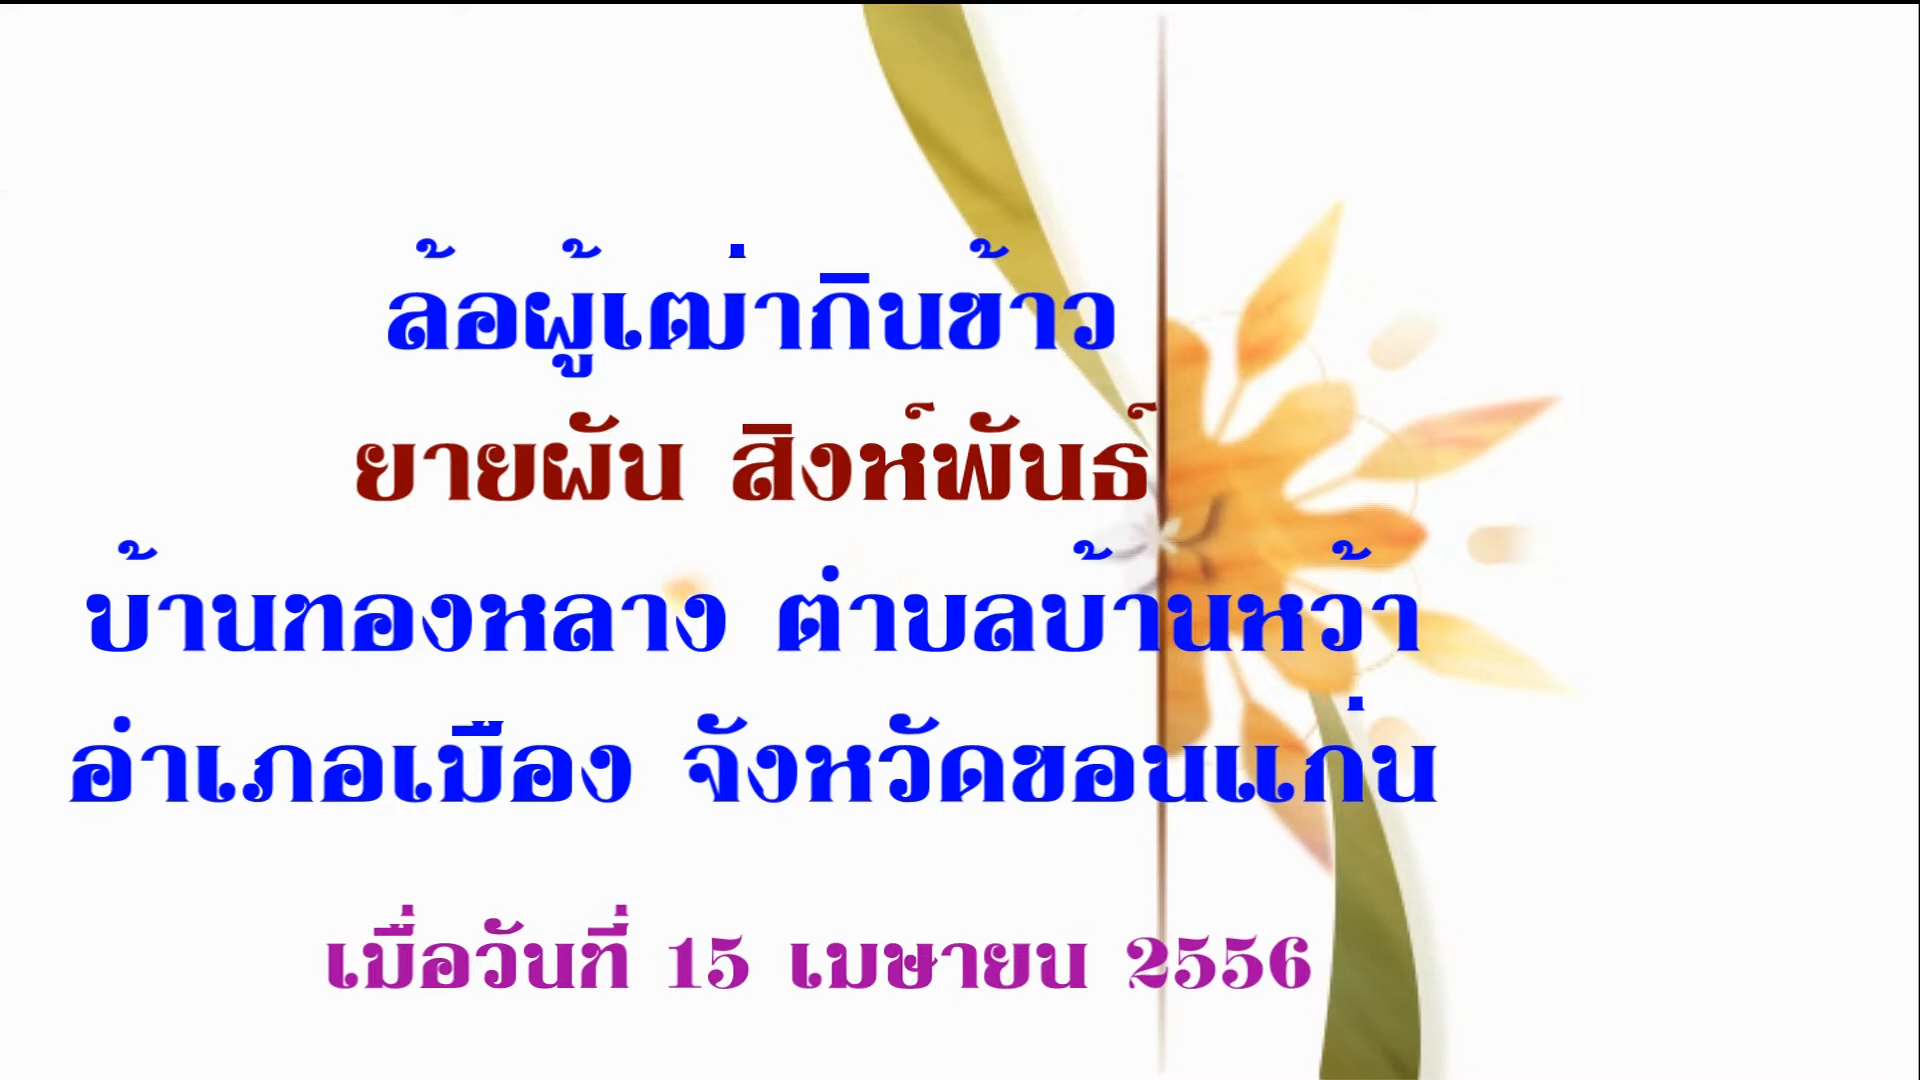 ล้อผู้เฒ่ากินข้าว
ยายผัน สิงห์พันธ์
บ้านทองหลาง ตำบลบ้านหว้า
อำเภอเมือง จังหวัดขอนแก่น
เมื่อวันที่ 15 เมษายน 2556